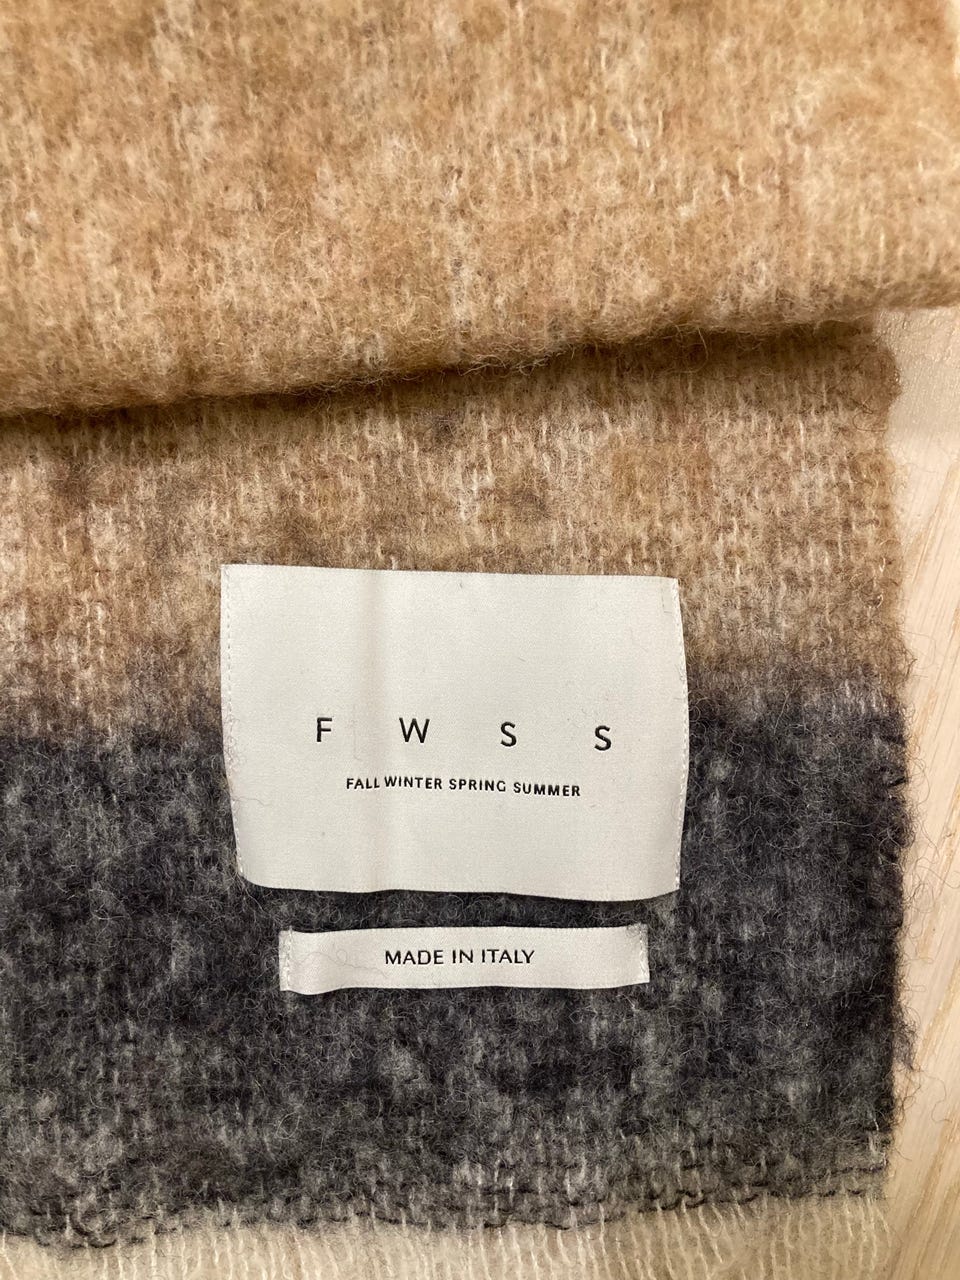 F W S S
FALL WINTER SPRING SUMMER
MADE IN ITALY